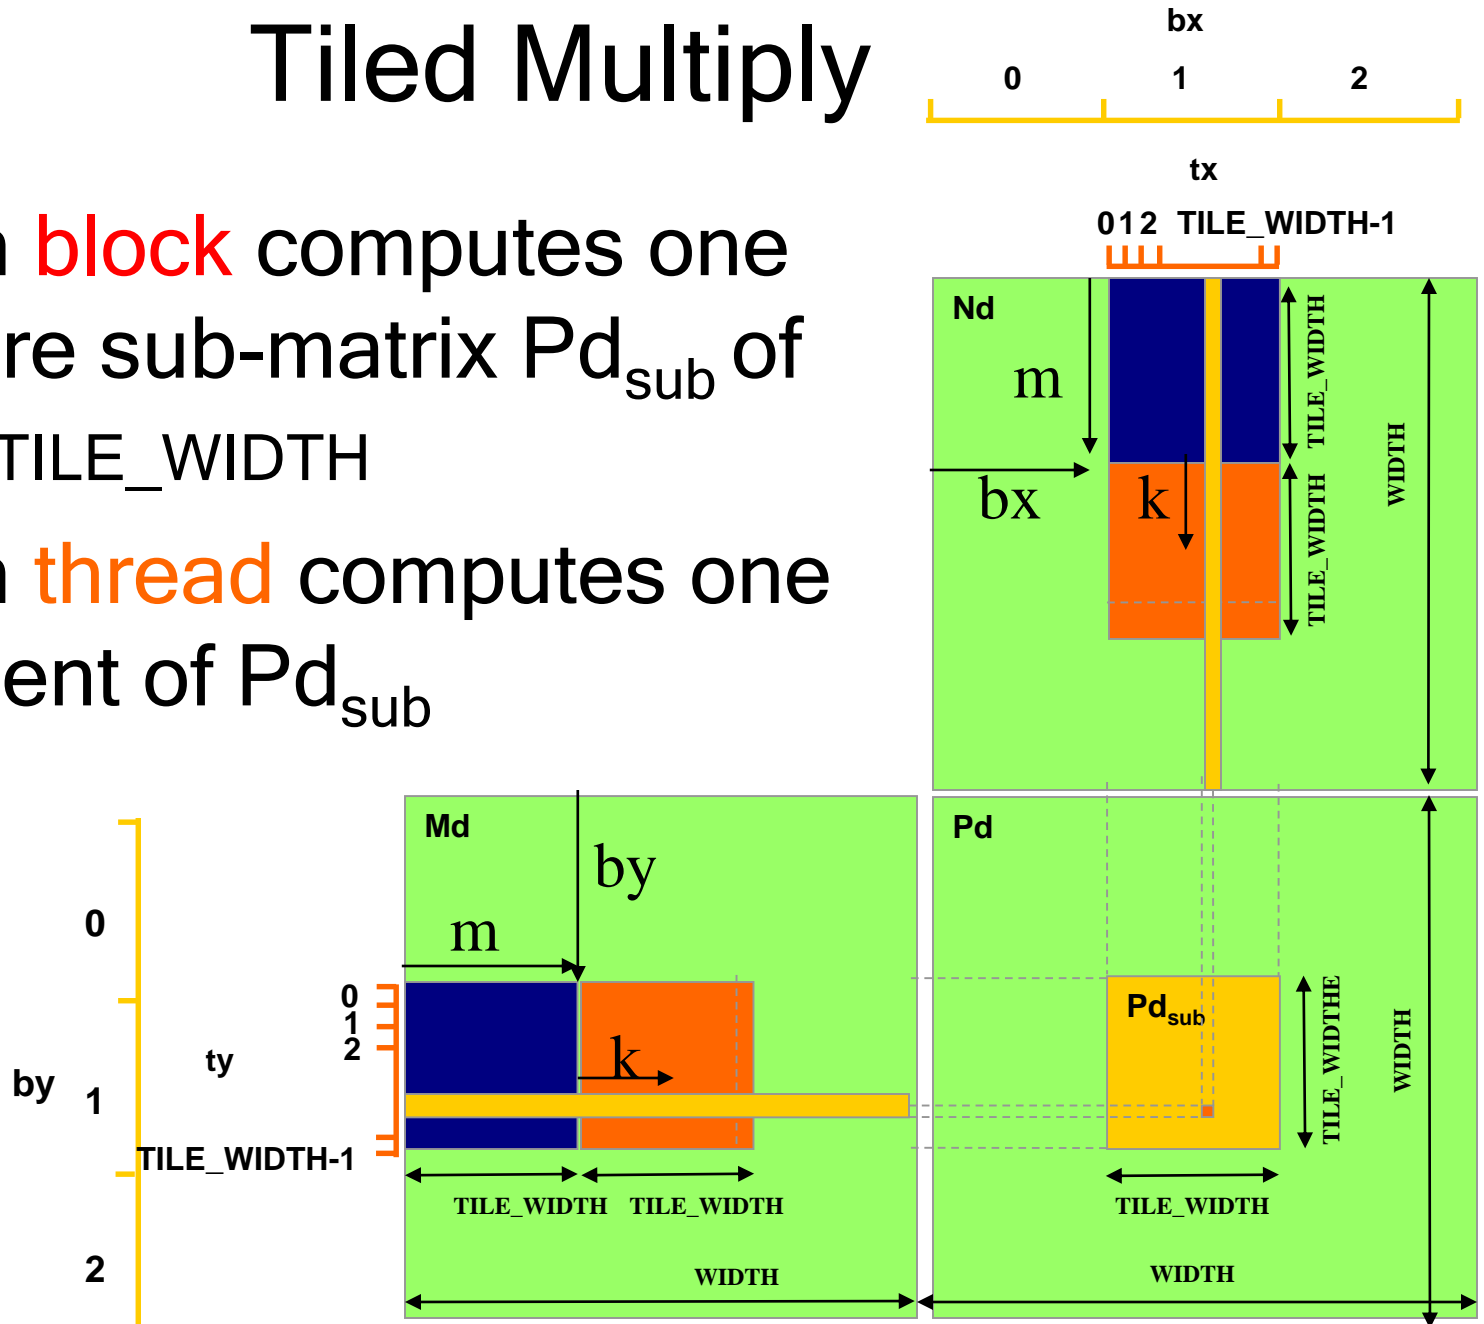 Tiled Multiply
bx
0 1 2
tx
0 1 2 TILE_WIDTH-1
block computes one
re sub-matrix Pdsub of
TILE_WIDTH
thread computes one
ent of Pdsub
Nd
m
bx
k
TILE_WIDTH
TILE_WIDTH
WIDTH
Md
by
m
k
0
1
2
ty
TILE_WIDTH-1
by
0
1
2
TILE_WIDTH TILE_WIDTH
WIDTH
Pd
Pdsub
TILE_WIDTHE
WIDTH
TILE_WIDTH
WIDTH